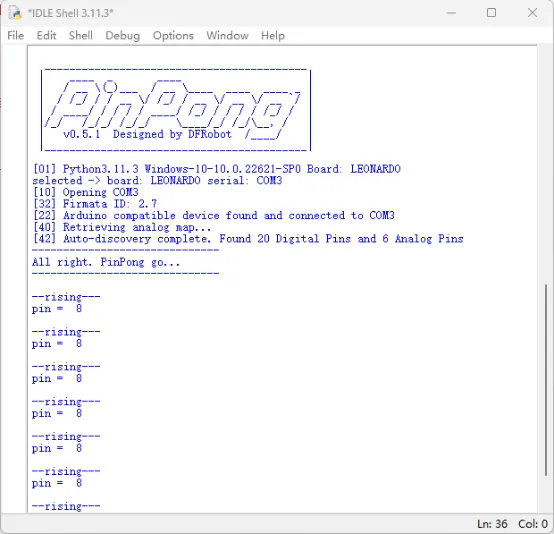 *IDLE Shell 3.11.3*
File Edit Shell Debug Options Window Help
PinPong
v0.5.1 Designed by DFRobot
[01] Python3.11.3 Windows-10-10.0.22621-SP0 Board: LEONARDO
selected -> board: LEONARDO serial: COM3
[10] Opening COM3
[32] Firmata ID: 2.7
[22] Arduino compatible device found and connected to COM3
[40] Retrieving analog map...
[42] Auto-discovery complete. Found 20 Digital Pins and 6 Analog Pins
------------------------------
All right. PinPong go...
------------------------------
--rising---
pin = 8
--rising---
pin = 8
--rising---
pin = 8
--rising---
pin = 8
--rising---
pin = 8
--rising---
pin = 8
--rising---
Ln: 36 Col: 0